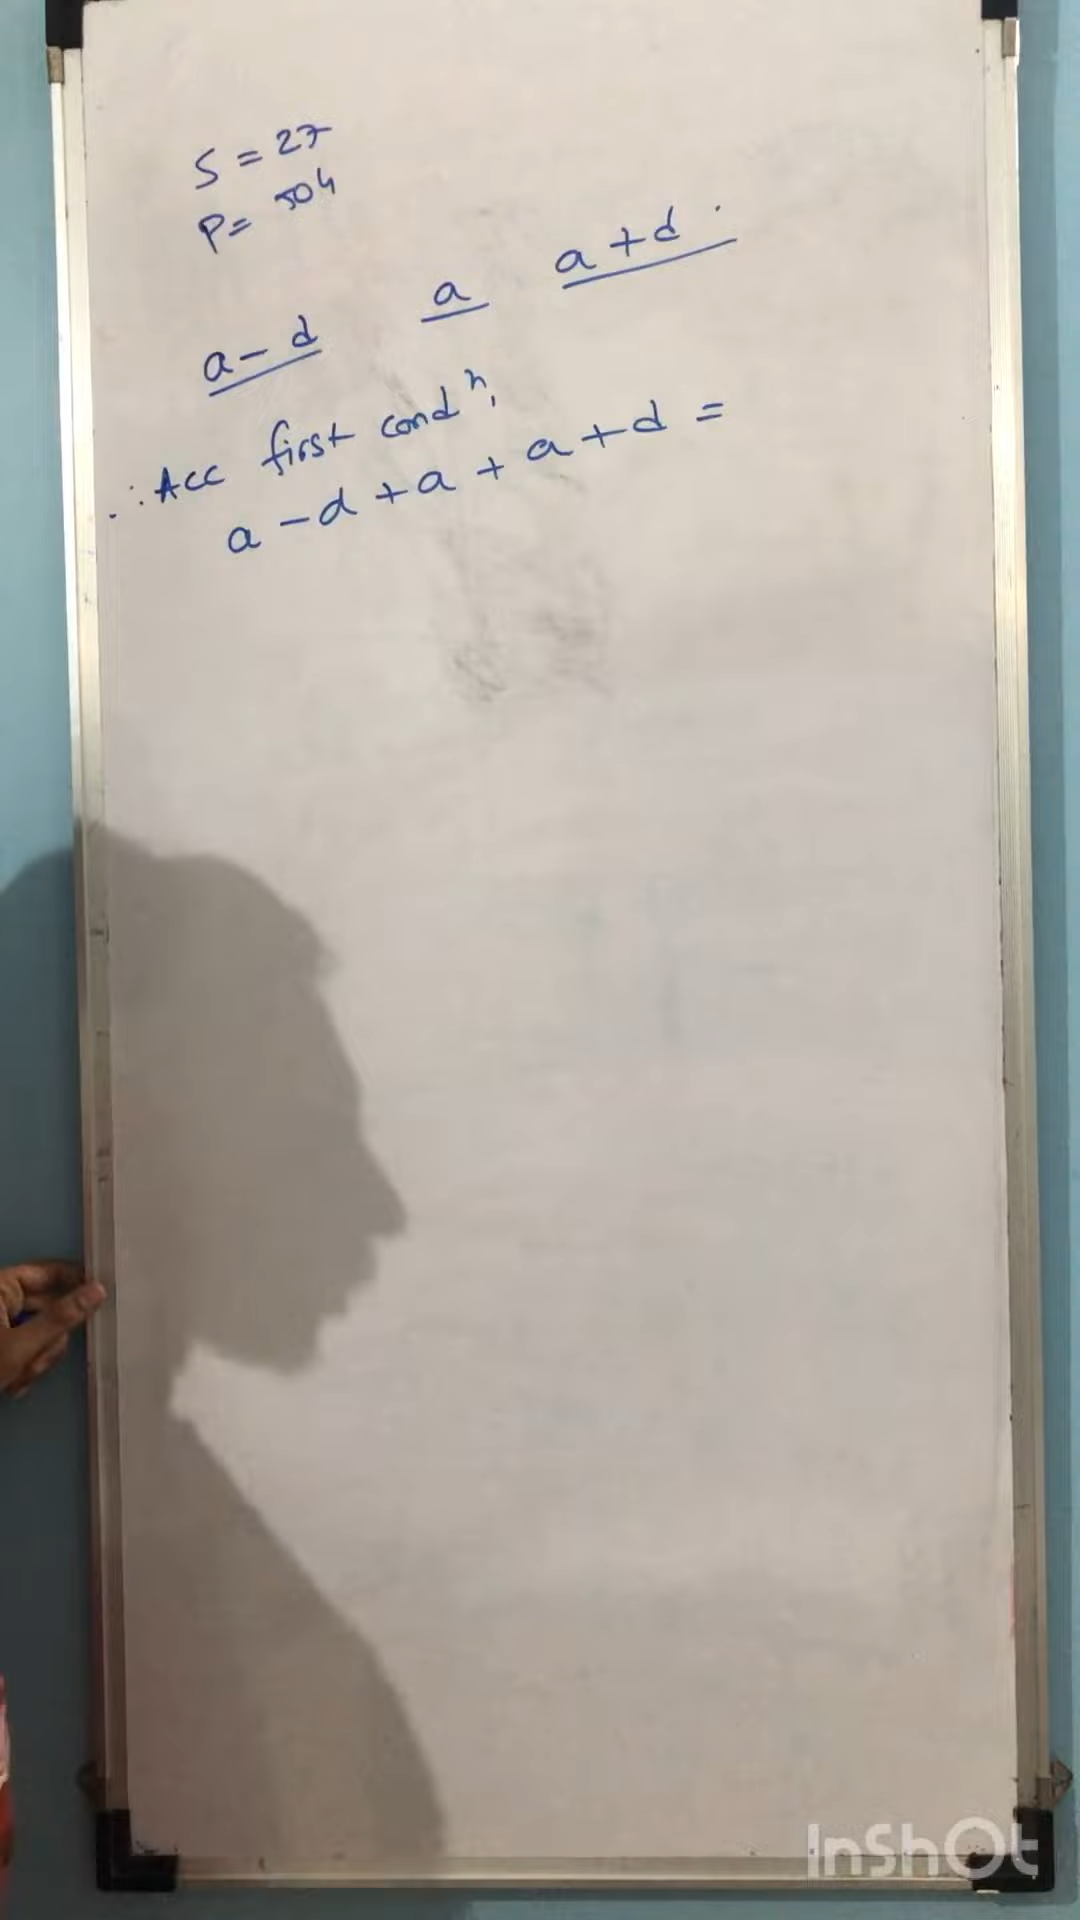 S = 27
P = 504
a - d a a + d .
∴ Acc first condⁿ,
a - d + a + a + d =
InShOt